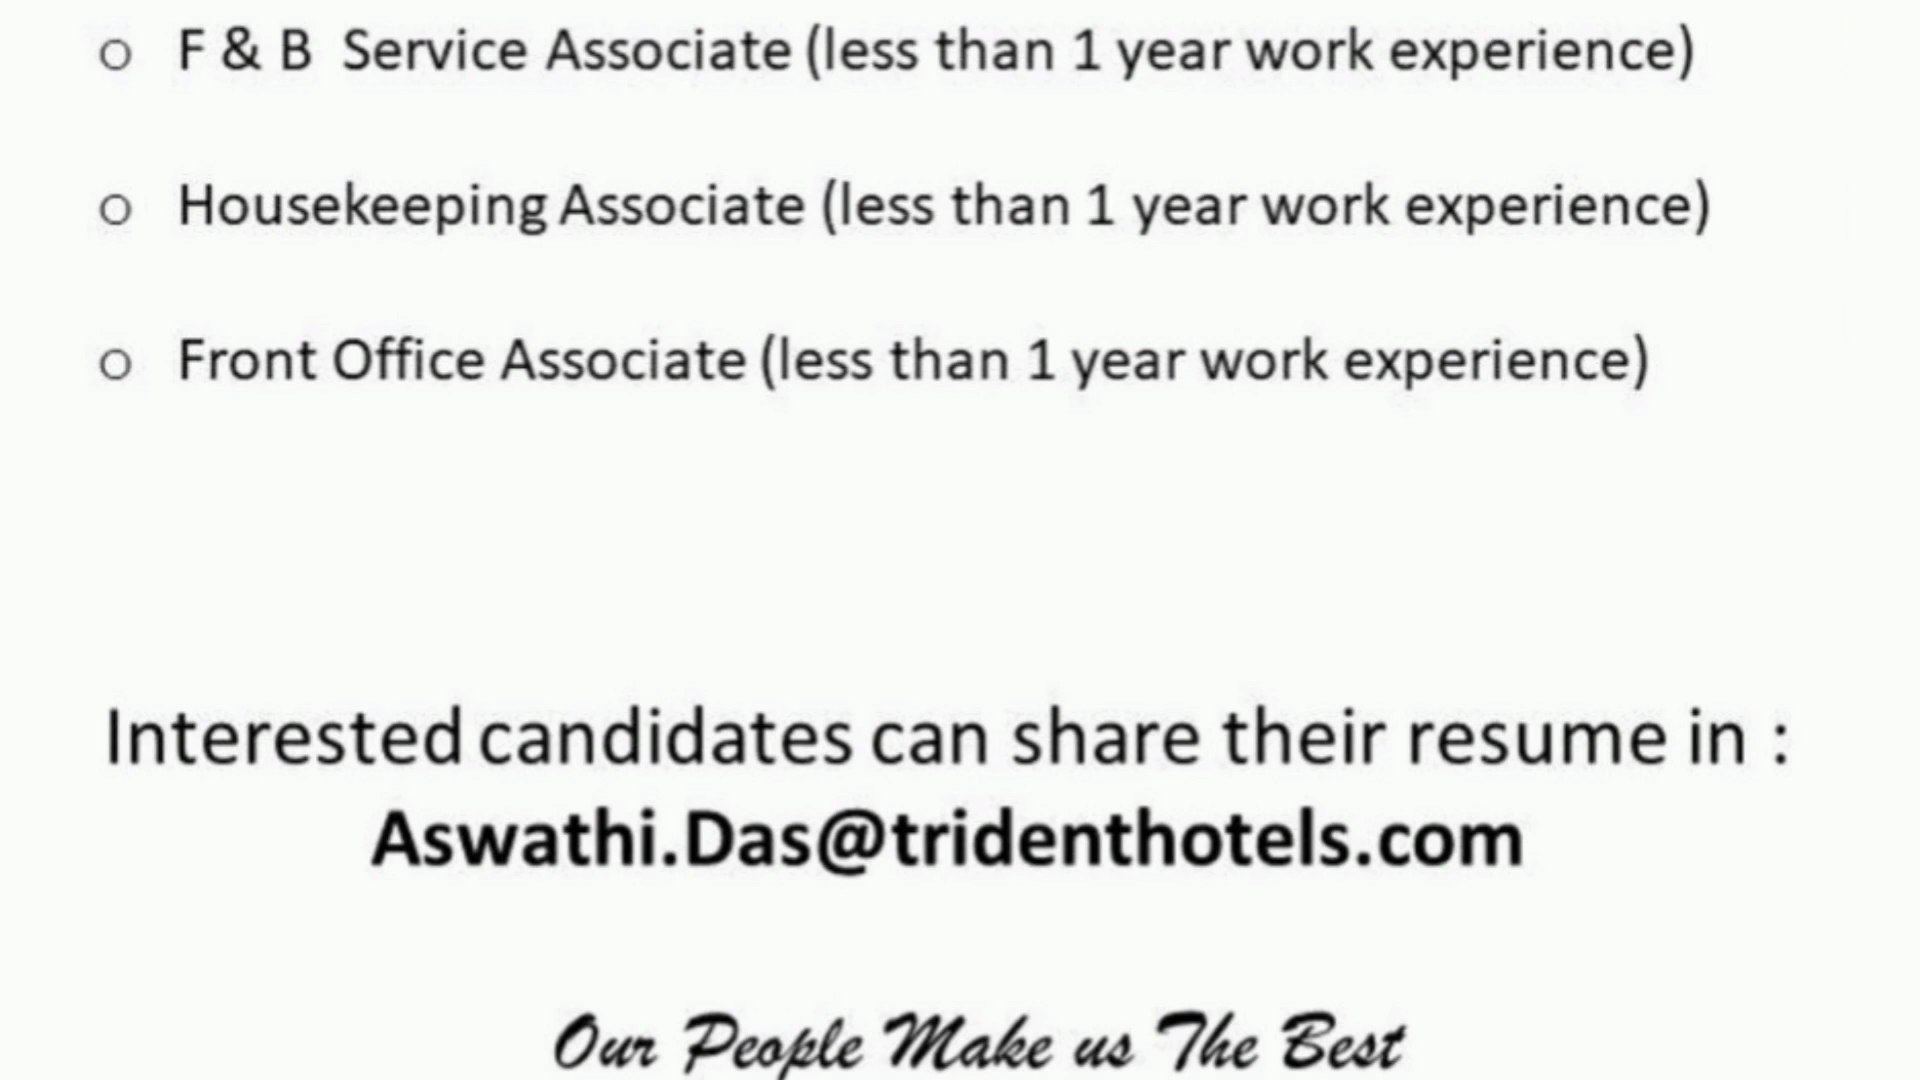 o F & B Service Associate (less than 1 year work experience)
o Housekeeping Associate (less than 1 year work experience)
o Front Office Associate (less than 1 year work experience)
Interested candidates can share their resume in :
Aswathi.Das@tridenthotels.com
Our People Make us The Best